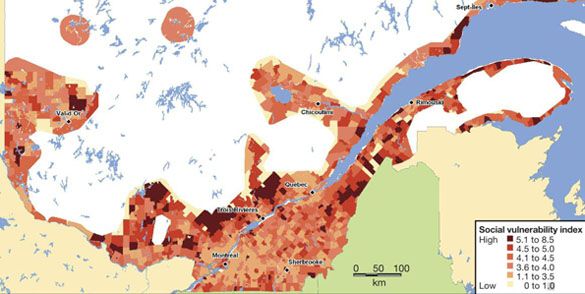 Sept-Iles
Val-d'Or
Chicoutimi
Rimouski
Québec
Trois-Rivières
Montréal
Sherbrooke
0 50 100
km
Social vulnerability index
High
5.1 to 8.5
4.5 to 5.0
4.1 to 4.5
3.6 to 4.0
1.1 to 3.5
Low 0 to 1.0